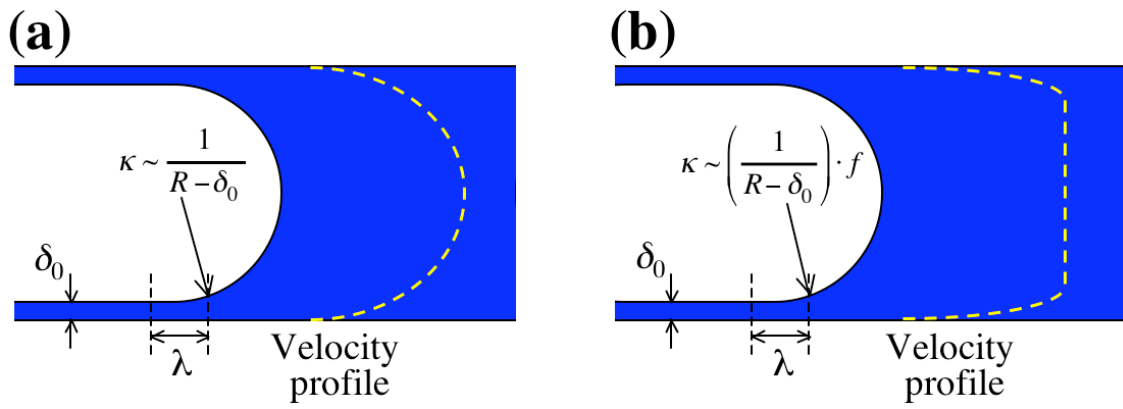 (a)
κ ~ 1 / (R – δ₀)
δ₀
λ
Velocity
profile
(b)
κ ~ (1 / (R – δ₀)) · f
δ₀
λ
Velocity
profile